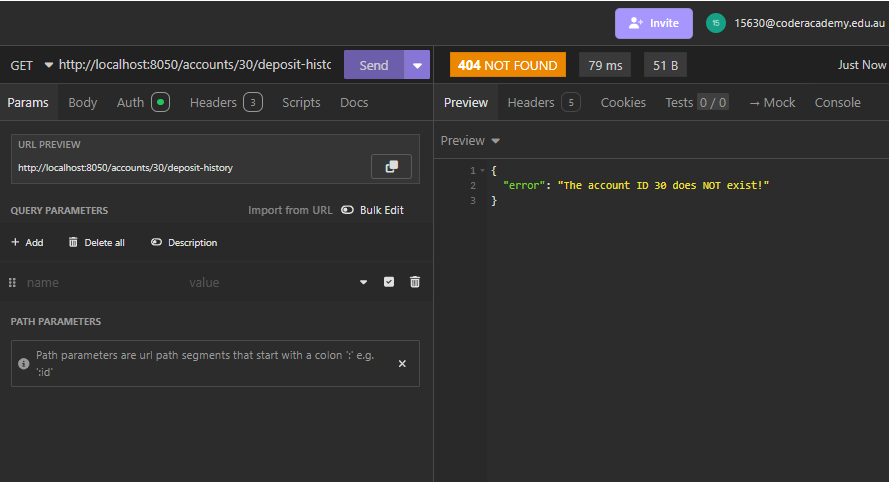 Invite
15
15630@coderacademy.edu.au
GET http://localhost:8050/accounts/30/deposit-histo Send
Params Body Auth Headers 3 Scripts Docs
URL PREVIEW
http://localhost:8050/accounts/30/deposit-history
QUERY PARAMETERS Import from URL Bulk Edit
+ Add Delete all Description
name value
PATH PARAMETERS
Path parameters are url path segments that start with a colon ':' e.g.
':id'
404 NOT FOUND 79 ms 51 B Just Now
Preview Headers 5 Cookies Tests 0 / 0 → Mock Console
Preview
1 {
2 "error": "The account ID 30 does NOT exist!"
3 }